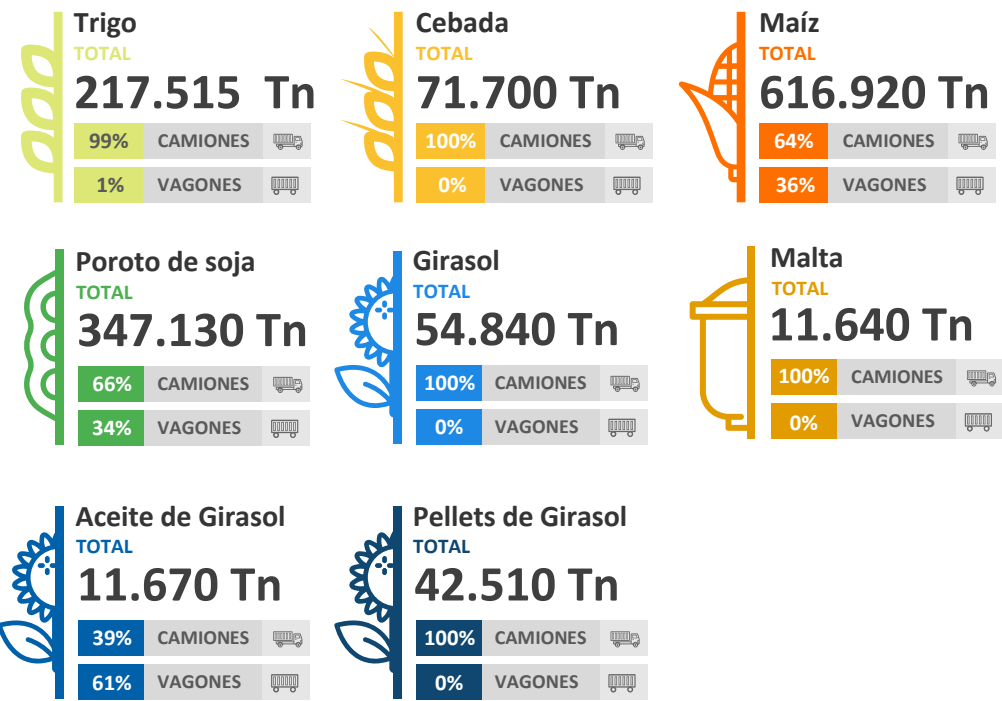 Trigo
TOTAL
217.515 Tn
99% CAMIONES
1% VAGONES
Cebada
TOTAL
71.700 Tn
100% CAMIONES
0% VAGONES
Maíz
TOTAL
616.920 Tn
64% CAMIONES
36% VAGONES
Poroto de soja
TOTAL
347.130 Tn
66% CAMIONES
34% VAGONES
Girasol
TOTAL
54.840 Tn
100% CAMIONES
0% VAGONES
Malta
TOTAL
11.640 Tn
100% CAMIONES
0% VAGONES
Aceite de Girasol
TOTAL
11.670 Tn
39% CAMIONES
61% VAGONES
Pellets de Girasol
TOTAL
42.510 Tn
100% CAMIONES
0% VAGONES